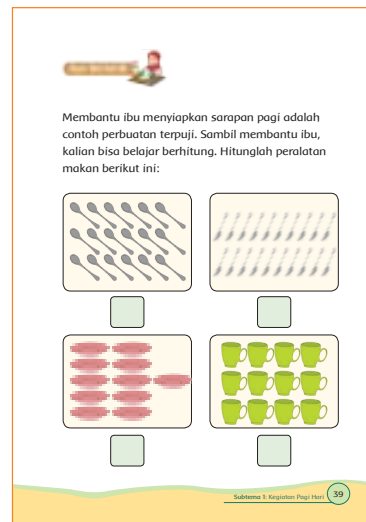 Membantu ibu menyiapkan sarapan pagi adalah
contoh perbuatan terpuji. Sambil membantu ibu,
kalian bisa belajar berhitung. Hitunglah peralatan
makan berikut ini:
Subtema 1: Kegiatan Pagi Hari
39